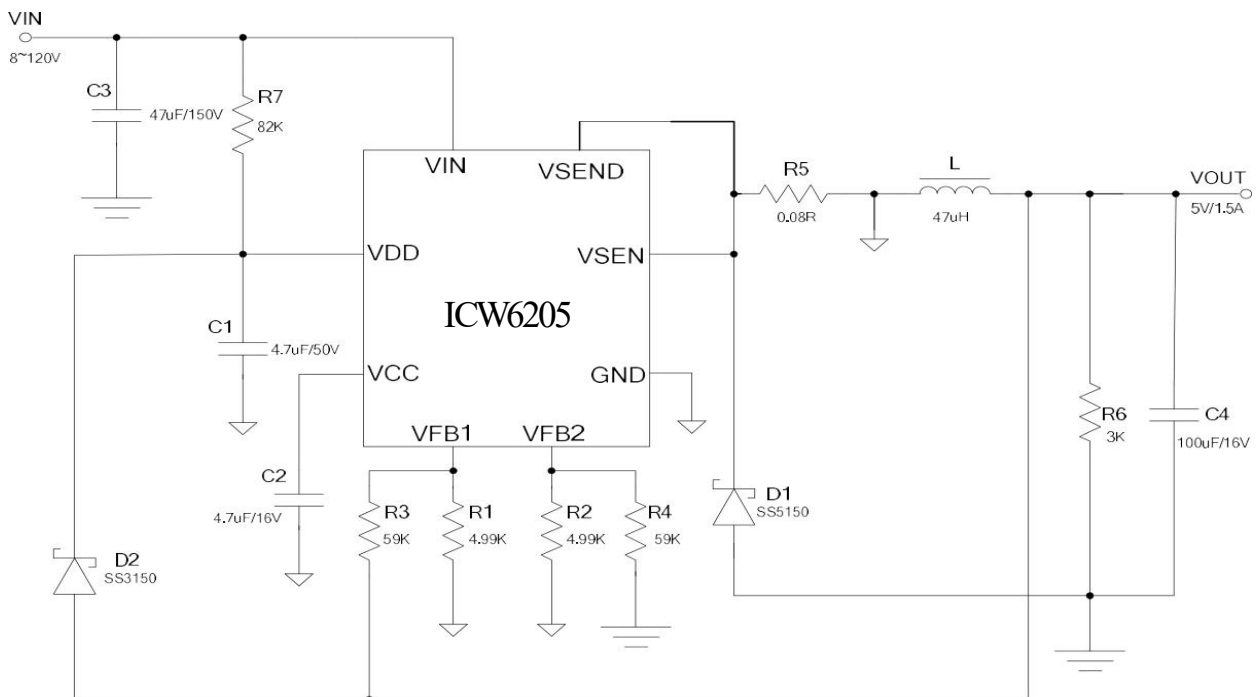 VIN
8~120V
C3
47uF/150V
R7
82K
VIN
VSEND
R5
0.08R
L
47uH
VOUT
5V/1.5A
VDD
VSEN
ICW6205
C1
4.7uF/50V
VCC
GND
VFB1
VFB2
R6
3K
C4
100uF/16V
C2
4.7uF/16V
R3
59K
R1
4.99K
R2
4.99K
R4
59K
D1
SS5150
D2
SS3150